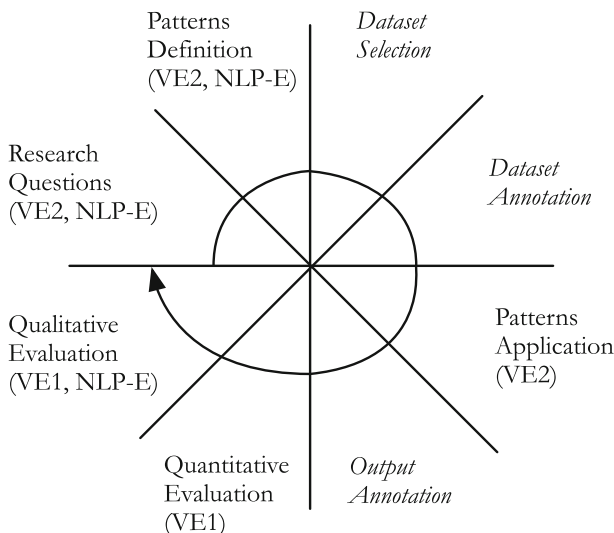 Patterns
Definition
(VE2, NLP-E)
Dataset
Selection
Research
Questions
(VE2, NLP-E)
Dataset
Annotation
Qualitative
Evaluation
(VE1, NLP-E)
Patterns
Application
(VE2)
Quantitative
Evaluation
(VE1)
Output
Annotation